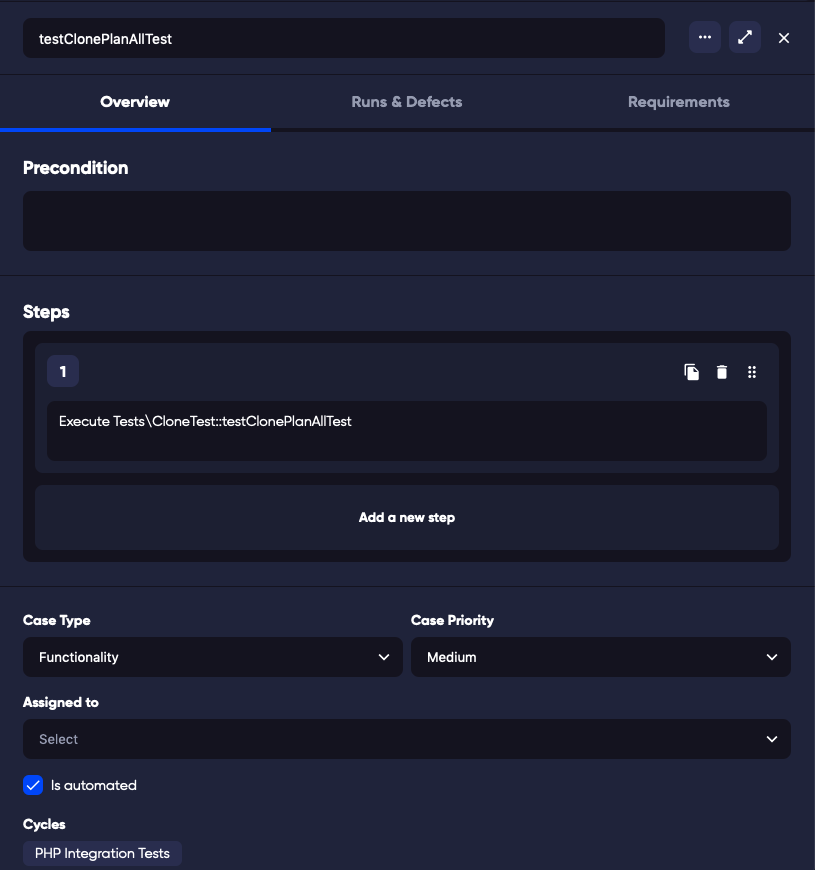 testClonePlanAllTest
Overview
Runs & Defects
Requirements
Precondition
Steps
1
Execute Tests\CloneTest::testClonePlanAllTest
Add a new step
Case Type
Case Priority
Functionality
Medium
Assigned to
Select
Is automated
Cycles
PHP Integration Tests